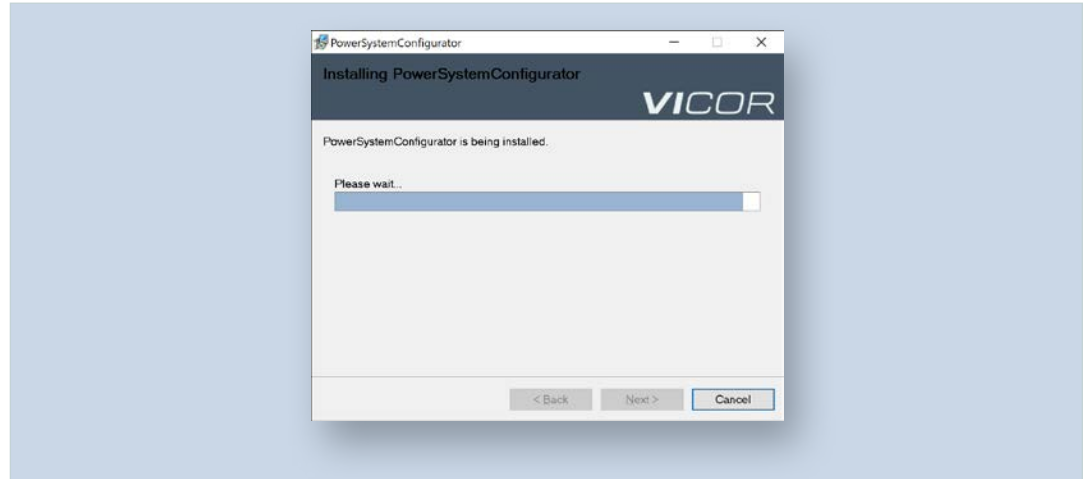 PowerSystemConfigurator
Installing PowerSystemConfigurator
VICOR
PowerSystemConfigurator is being installed.
Please wait...
< Back Next > Cancel